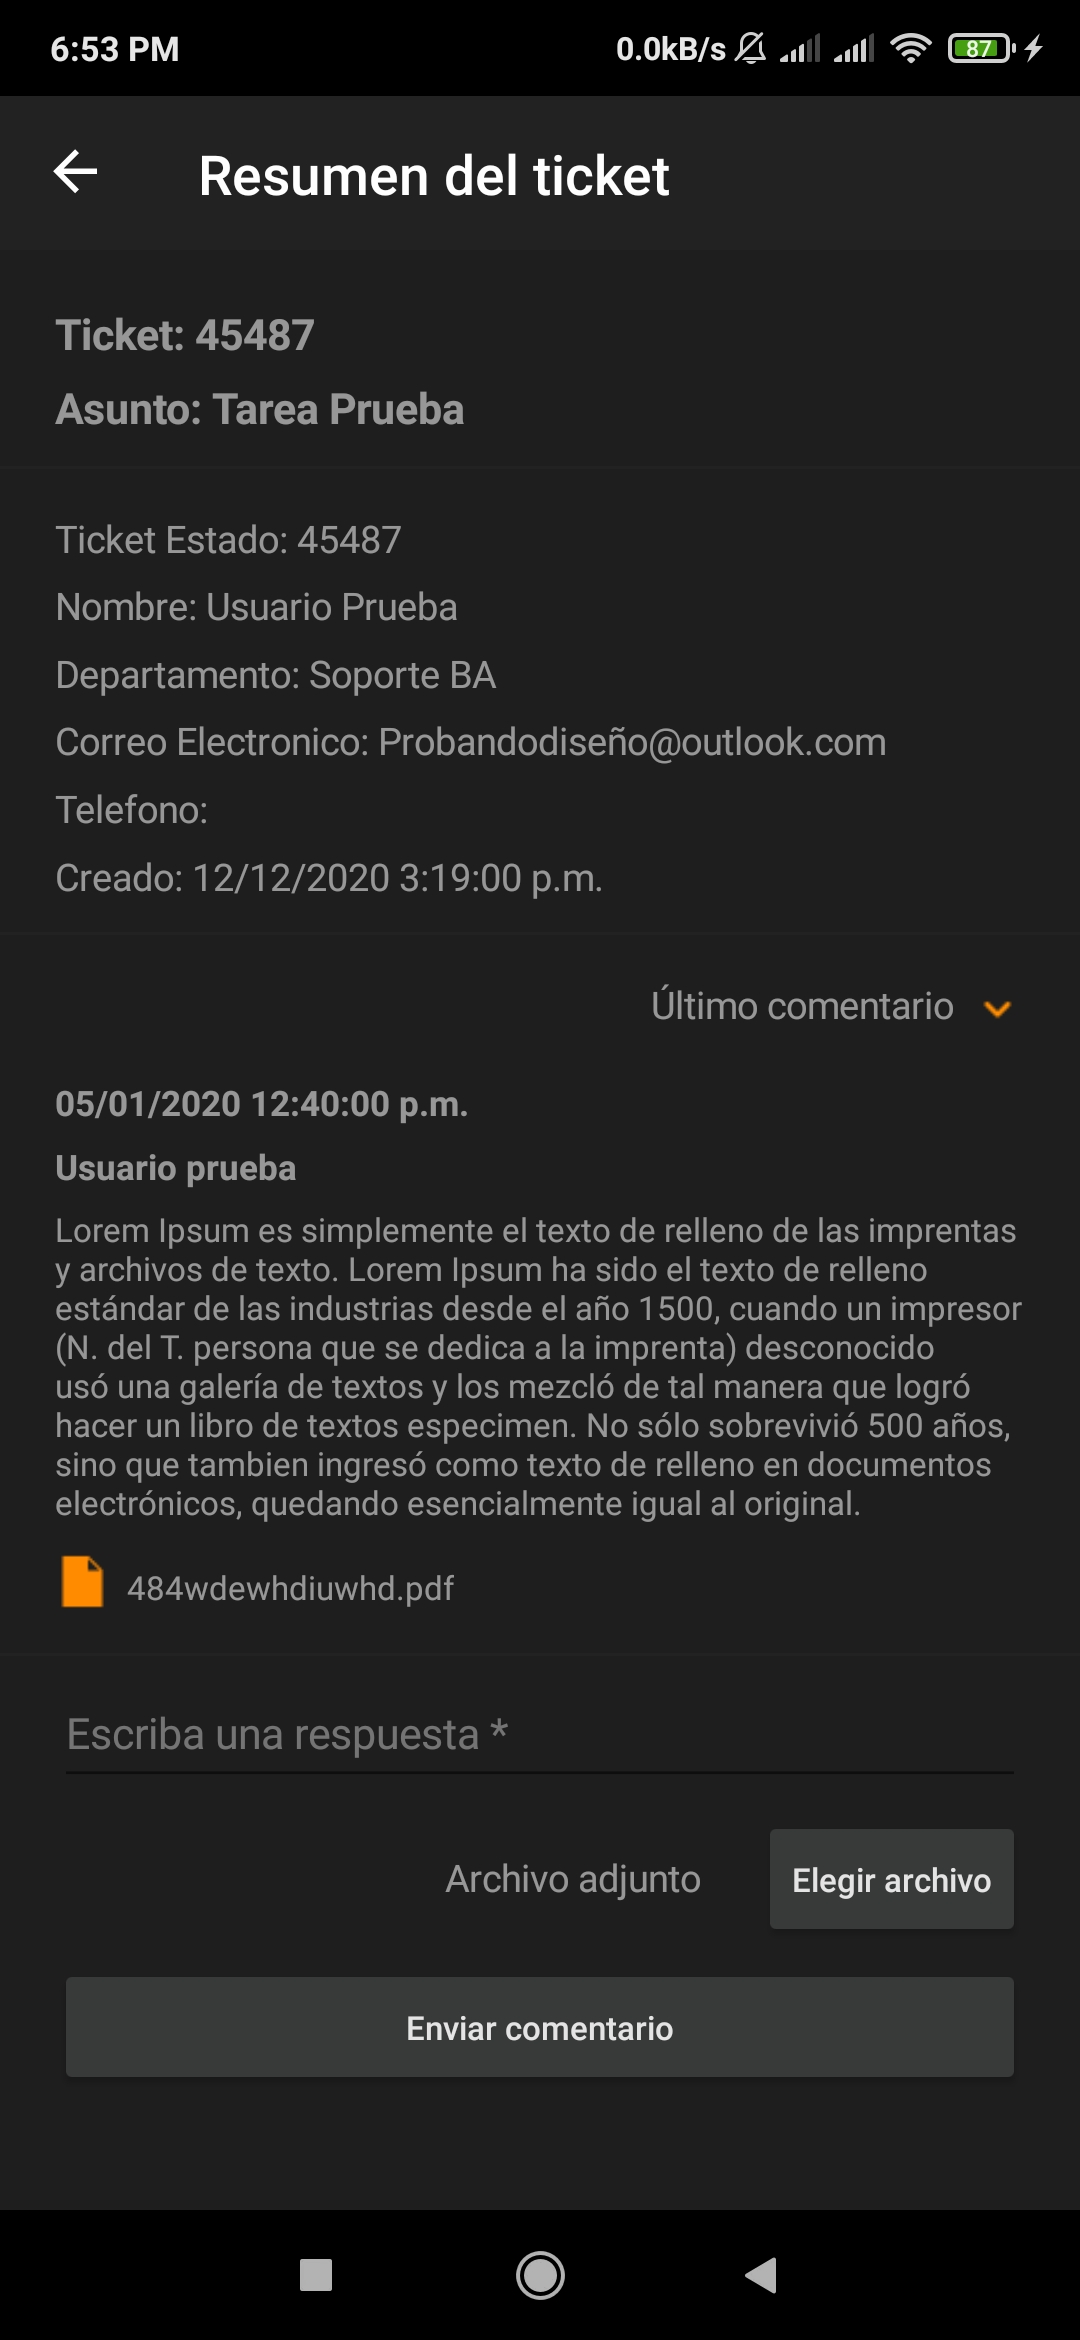 6:53 PM
0.0kB/s
87
Resumen del ticket
Ticket: 45487
Asunto: Tarea Prueba
Ticket Estado: 45487
Nombre: Usuario Prueba
Departamento: Soporte BA
Correo Electronico: Probandodiseño@outlook.com
Telefono:
Creado: 12/12/2020 3:19:00 p.m.
Último comentario
05/01/2020 12:40:00 p.m.
Usuario prueba
Lorem Ipsum es simplemente el texto de relleno de las imprentas
y archivos de texto. Lorem Ipsum ha sido el texto de relleno
estándar de las industrias desde el año 1500, cuando un impresor
(N. del T. persona que se dedica a la imprenta) desconocido
usó una galería de textos y los mezcló de tal manera que logró
hacer un libro de textos especimen. No sólo sobrevivió 500 años,
sino que tambien ingresó como texto de relleno en documentos
electrónicos, quedando esencialmente igual al original.
484wdewhdiuwhd.pdf
Escriba una respuesta *
Archivo adjunto
Elegir archivo
Enviar comentario